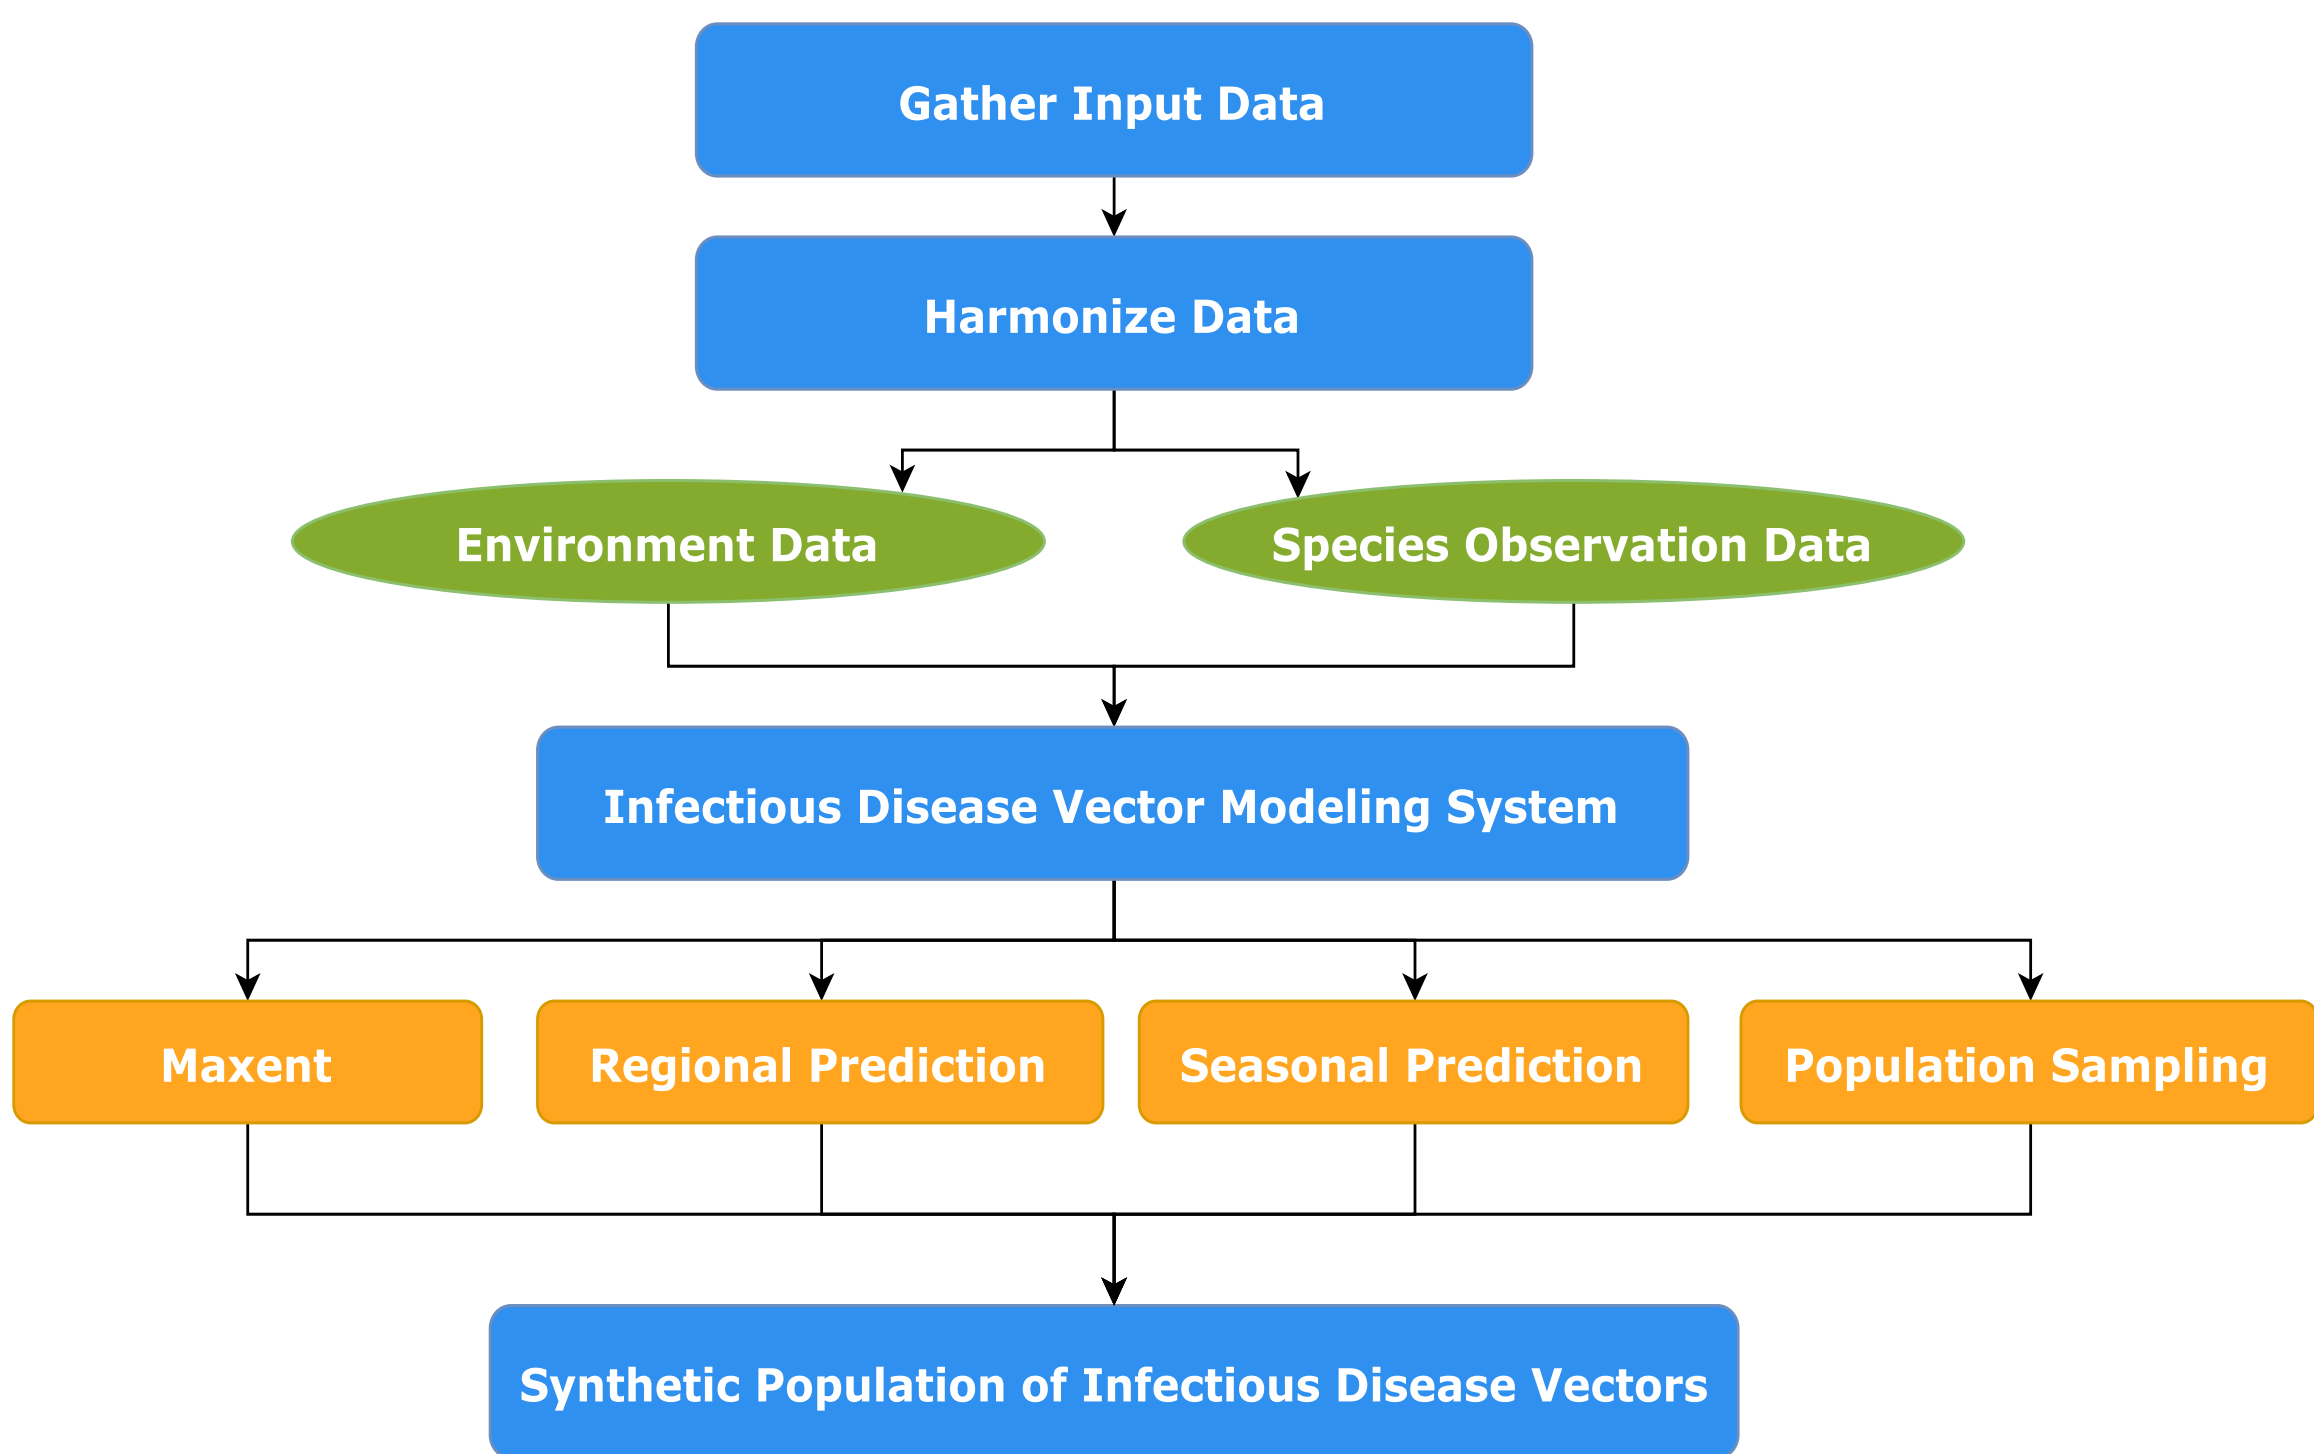 Gather Input Data
Harmonize Data
Environment Data
Species Observation Data
Infectious Disease Vector Modeling System
Maxent
Regional Prediction
Seasonal Prediction
Population Sampling
Synthetic Population of Infectious Disease Vectors